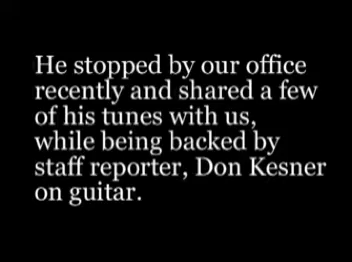 He stopped by our office
recently and shared a few
of his tunes with us,
while being backed by
staff reporter, Don Kesner
on guitar.